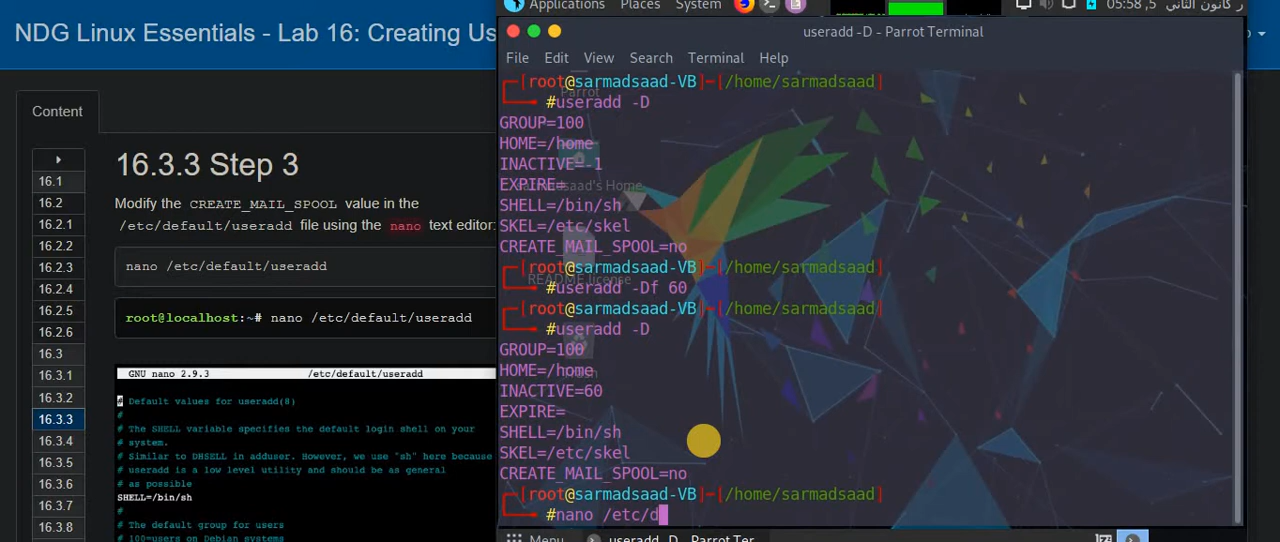 NDG Linux Essentials - Lab 16: Creating Us
Content
16.1
16.2
16.2.1
16.2.2
16.2.3
16.2.4
16.2.5
16.2.6
16.3
16.3.1
16.3.2
16.3.3
16.3.4
16.3.5
16.3.6
16.3.7
16.3.8
16.3.3 Step 3
Modify the CREATE_MAIL_SPOOL value in the
/etc/default/useradd file using the nano text editor:
nano /etc/default/useradd
root@localhost:~# nano /etc/default/useradd
GNU nano 2.9.3 /etc/default/useradd
# Default values for useradd(8)
#
# The SHELL variable specifies the default login shell on your
# system.
# Similar to DHSELL in adduser. However, we use "sh" here because
# useradd is a low level utility and should be as general
# as possible
SHELL=/bin/sh
#
# The default group for users
# 100=users on Debian systems
Applications Places System
ر كانون الثاني 5, 05:58
useradd -D - Parrot Terminal
File Edit View Search Terminal Help
[root@sarmadsaad-VB]-[/home/sarmadsaad]
#useradd -D
GROUP=100
HOME=/home
INACTIVE=-1
EXPIRE=
SHELL=/bin/sh
SKEL=/etc/skel
CREATE_MAIL_SPOOL=no
[root@sarmadsaad-VB]-[/home/sarmadsaad]
#useradd -Df 60
[root@sarmadsaad-VB]-[/home/sarmadsaad]
#useradd -D
GROUP=100
HOME=/home
INACTIVE=60
EXPIRE=
SHELL=/bin/sh
SKEL=/etc/skel
CREATE_MAIL_SPOOL=no
[root@sarmadsaad-VB]-[/home/sarmadsaad]
#nano /etc/d
Parrot
sarmadsaad's Home
README.license
Menu
useradd -D - Parrot Ter